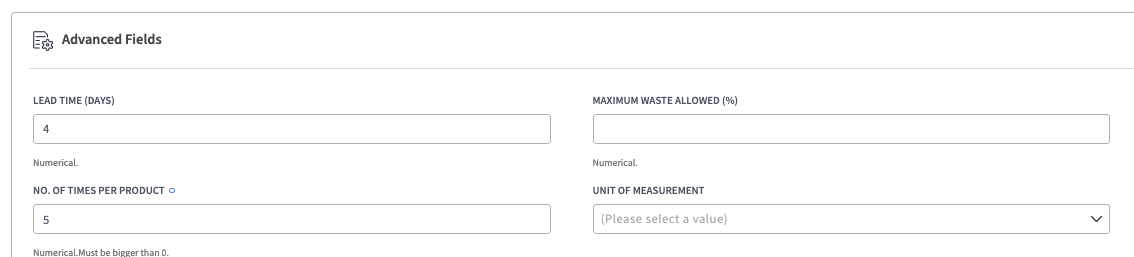 Advanced Fields
LEAD TIME (DAYS)
4
Numerical.
MAXIMUM WASTE ALLOWED (%)
Numerical.
NO. OF TIMES PER PRODUCT
5
Numerical.Must be bigger than 0.
UNIT OF MEASUREMENT
(Please select a value)